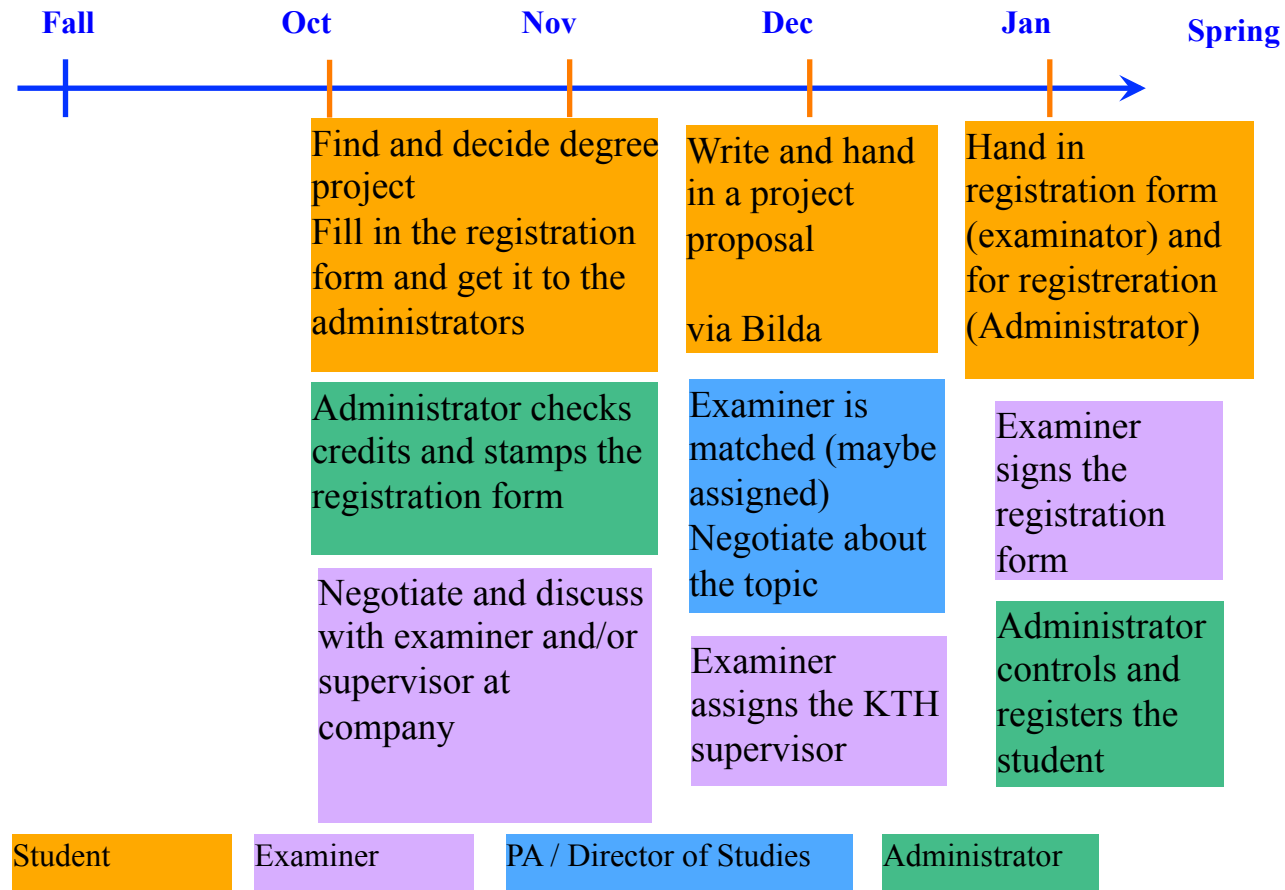 Fall
Oct
Nov
Dec
Jan
Spring
Find and decide degree
project
Fill in the registration
form and get it to the
administrators
Administrator checks
credits and stamps the
registration form
Negotiate and discuss
with examiner and/or
supervisor at
company
Write and hand
in a project
proposal
via Bilda
Examiner is
matched (maybe
assigned)
Negotiate about
the topic
Examiner
assigns the KTH
supervisor
Hand in
registration form
(examinator) and
for registreration
(Administrator)
Examiner
signs the
registration
form
Administrator
controls and
registers the
student
Student
Examiner
PA / Director of Studies
Administrator